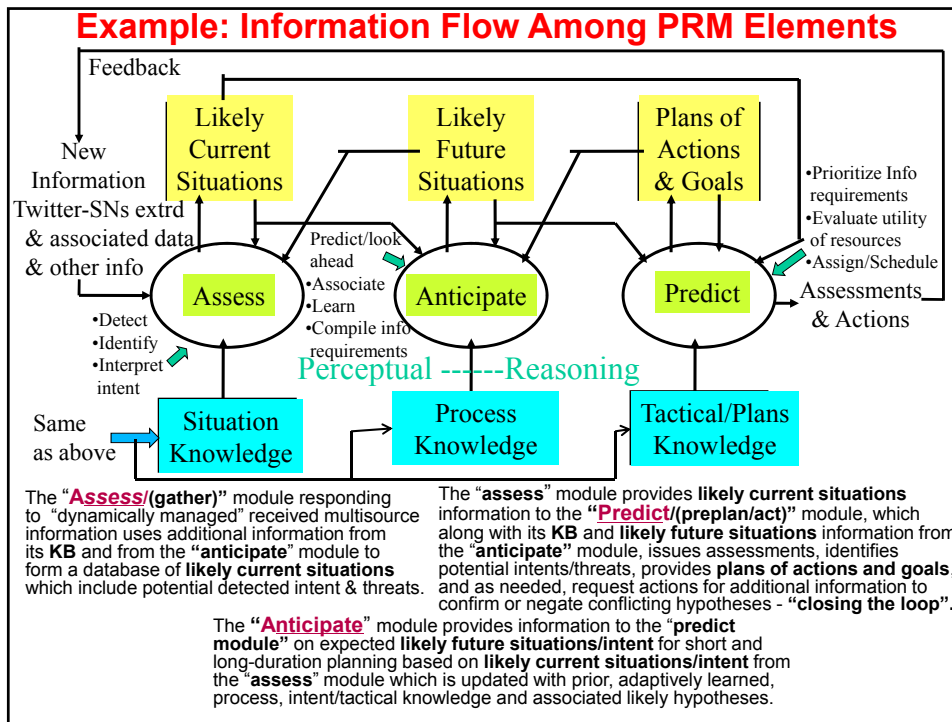 Example: Information Flow Among PRM Elements
Feedback
Likely
Current
Situations
Likely
Future
Situations
Plans of
Actions
& Goals
New
Information
Twitter-SNs extrd
& associated data
& other info
•Prioritize Info
requirements
•Evaluate utility
of resources
•Assign/Schedule
Predict/look
ahead
•Associate
•Learn
•Compile info
requirements
Assess
Anticipate
Predict
Assessments
& Actions
•Detect
•Identify
•Interpret
intent
Perceptual ------Reasoning
Same
as above
Situation
Knowledge
Process
Knowledge
Tactical/Plans
Knowledge
The “Assess/(gather)” module responding
to “dynamically managed” received multisource
information uses additional information from
its KB and from the “anticipate” module to
form a database of likely current situations
which include potential detected intent & threats.
The “assess” module provides likely current situations
information to the “Predict/(preplan/act)” module, which
along with its KB and likely future situations information from
the “anticipate” module, issues assessments, identifies
potential intents/threats, provides plans of actions and goals,
and as needed, request actions for additional information to
confirm or negate conflicting hypotheses - “closing the loop”.
The “Anticipate” module provides information to the “predict
module” on expected likely future situations/intent for short and
long-duration planning based on likely current situations/intent from
the “assess” module which is updated with prior, adaptively learned,
process, intent/tactical knowledge and associated likely hypotheses.